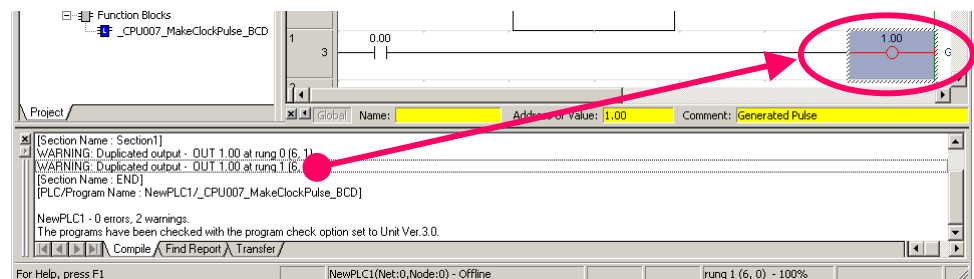 Function Blocks
_CPU007_MakeClockPulse_BCD
1
3
0.00
1.00
G
2
Project
Global Name: Address or Value: 1.00 Comment: Generated Pulse
[Section Name : Section1]
WARNING: Duplicated output - OUT 1.00 at rung 0 (6, 1)
WARNING: Duplicated output - OUT 1.00 at rung 1 (6,
[Section Name : END]
[PLC/Program Name : NewPLC1/_CPU007_MakeClockPulse_BCD]
NewPLC1 - 0 errors, 2 warnings.
The programs have been checked with the program check option set to Unit Ver.3.0.
Compile Find Report Transfer
For Help, press F1 NewPLC1(Net:0,Node:0) - Offline rung 1 (6, 0) - 100%